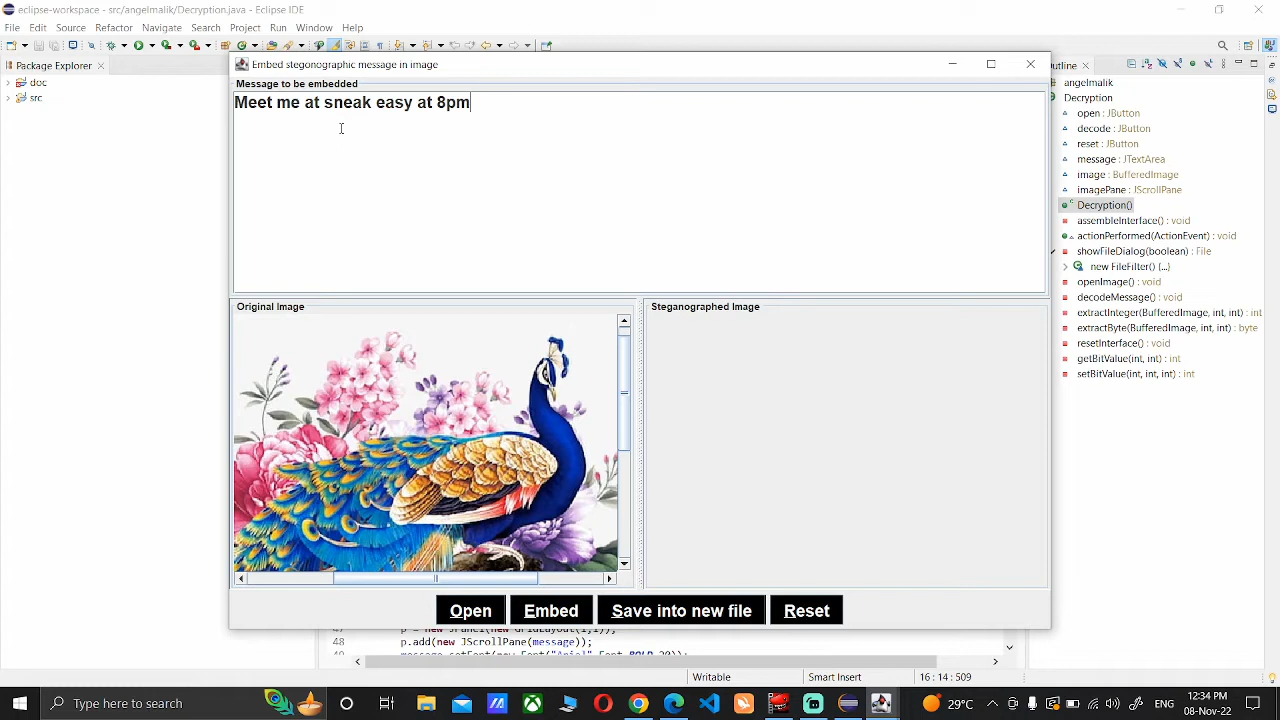 eclipse-workspace - src/angelmalik/Decryption.java - Eclipse IDE
File Edit Source Refactor Navigate Search Project Run Window Help
Package Explorer
doc
src
Embed stegonographic message in image
Message to be embedded
Meet me at sneak easy at 8pm
Original Image
Steganographed Image
Open Embed Save into new file Reset
48 p.add(new JScrollPane(message));
utline
angelmalik
Decryption
open : JButton
decode : JButton
reset : JButton
message : JTextArea
image : BufferedImage
imagePane : JScrollPane
Decryption()
assembleInterface() : void
actionPerformed(ActionEvent) : void
showFileDialog(boolean) : File
new FileFilter() {...}
openImage() : void
decodeMessage() : void
extractInteger(BufferedImage, int, int) : int
extractByte(BufferedImage, int, int) : byte
resetInterface() : void
getBitValue(int, int) : int
setBitValue(int, int, int) : int
Writable Smart Insert 16 : 14 : 509
Type here to search
29°C ENG 12:34 PM
08-Nov-22